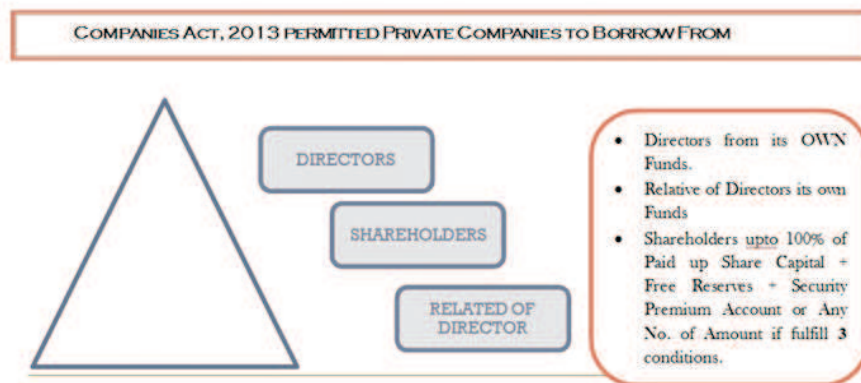 COMPANIES ACT, 2013 PERMITTED PRIVATE COMPANIES TO BORROW FROM
DIRECTORS
SHAREHOLDERS
RELATED OF
DIRECTOR
• Directors from its OWN
Funds.
• Relative of Directors its own
Funds
• Shareholders upto 100% of
Paid up Share Capital +
Free Reserves + Security
Premium Account or Any
No. of Amount if fulfill 3
conditions.